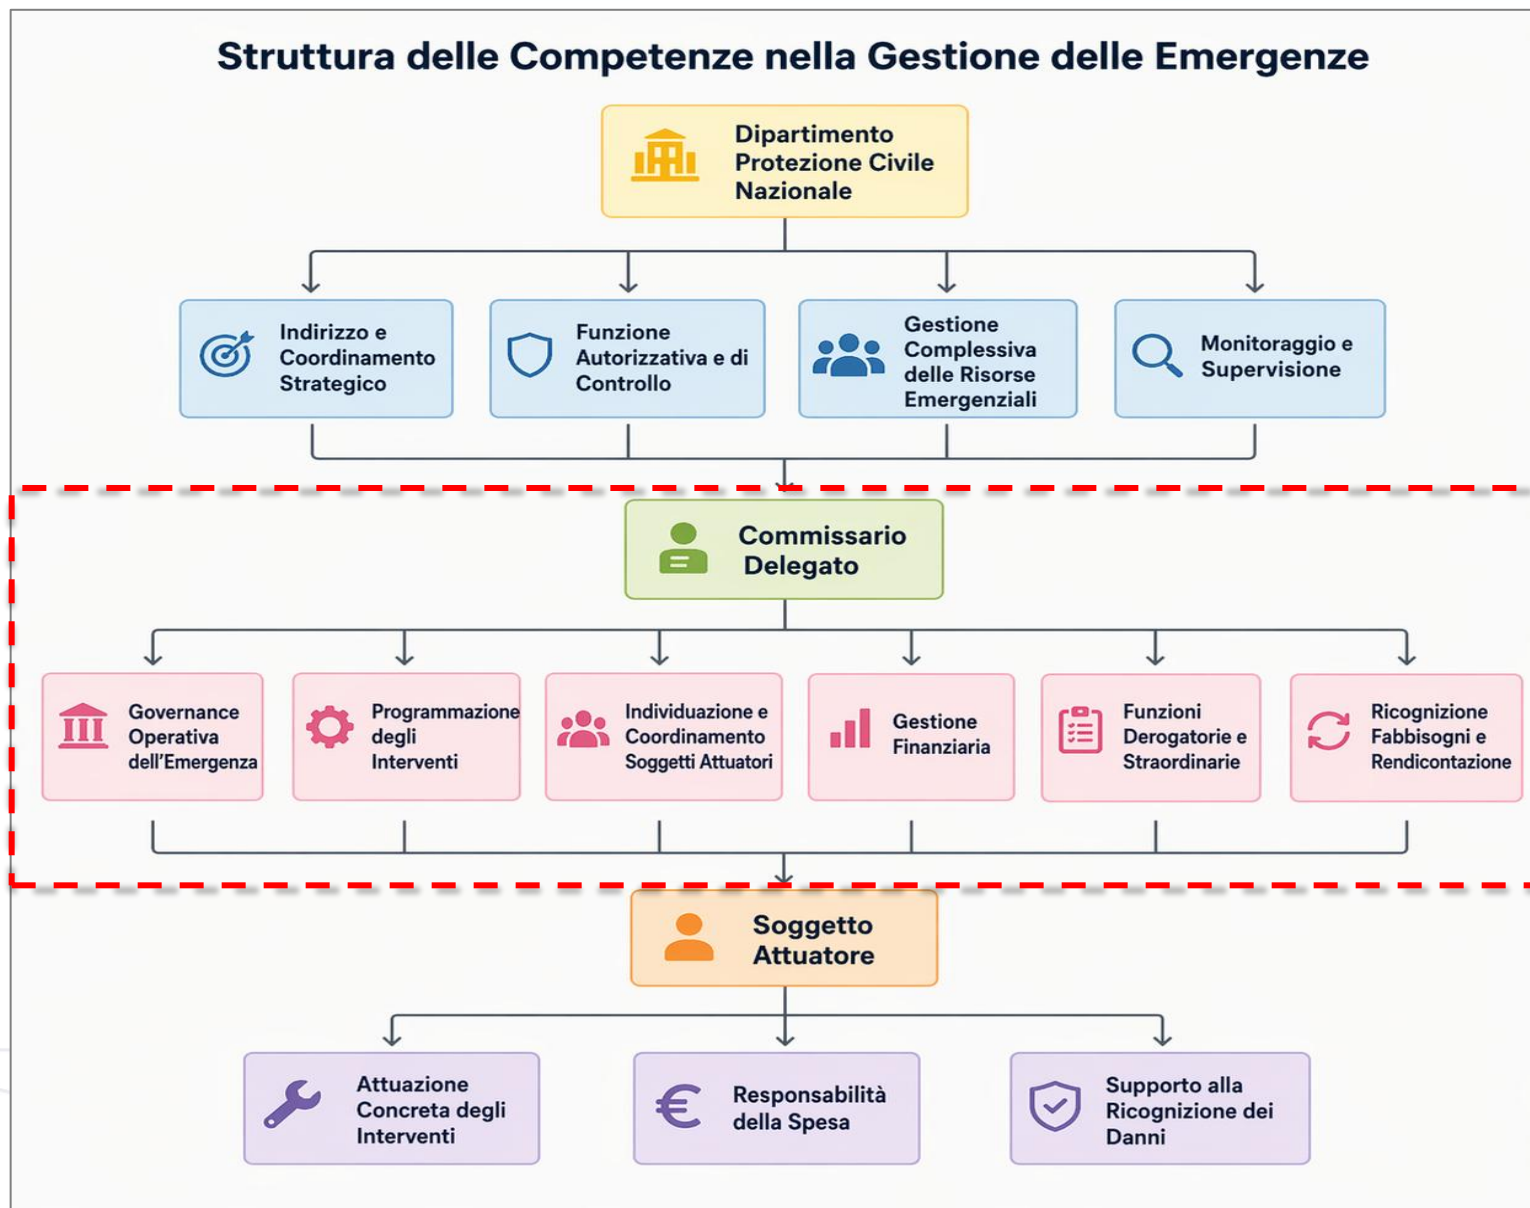 Struttura delle Competenze nella Gestione delle Emergenze
Dipartimento
Protezione Civile
Nazionale
Indirizzo e
Coordinamento
Strategico
Funzione
Autorizzativa e di
Controllo
Gestione
Complessiva
delle Risorse
Emergenziali
Monitoraggio e
Supervisione
Commissario
Delegato
Governance
Operativa
dell'Emergenza
Programmazione
degli
Interventi
Individuazione e
Coordinamento
Soggetti Attuatori
Gestione
Finanziaria
Funzioni
Derogatorie e
Straordinarie
Ricognizione
Fabbisogni e
Rendicontazione
Soggetto
Attuatore
Attuazione
Concreta degli
Interventi
Responsabilità
della Spesa
Supporto alla
Ricognizione dei
Danni